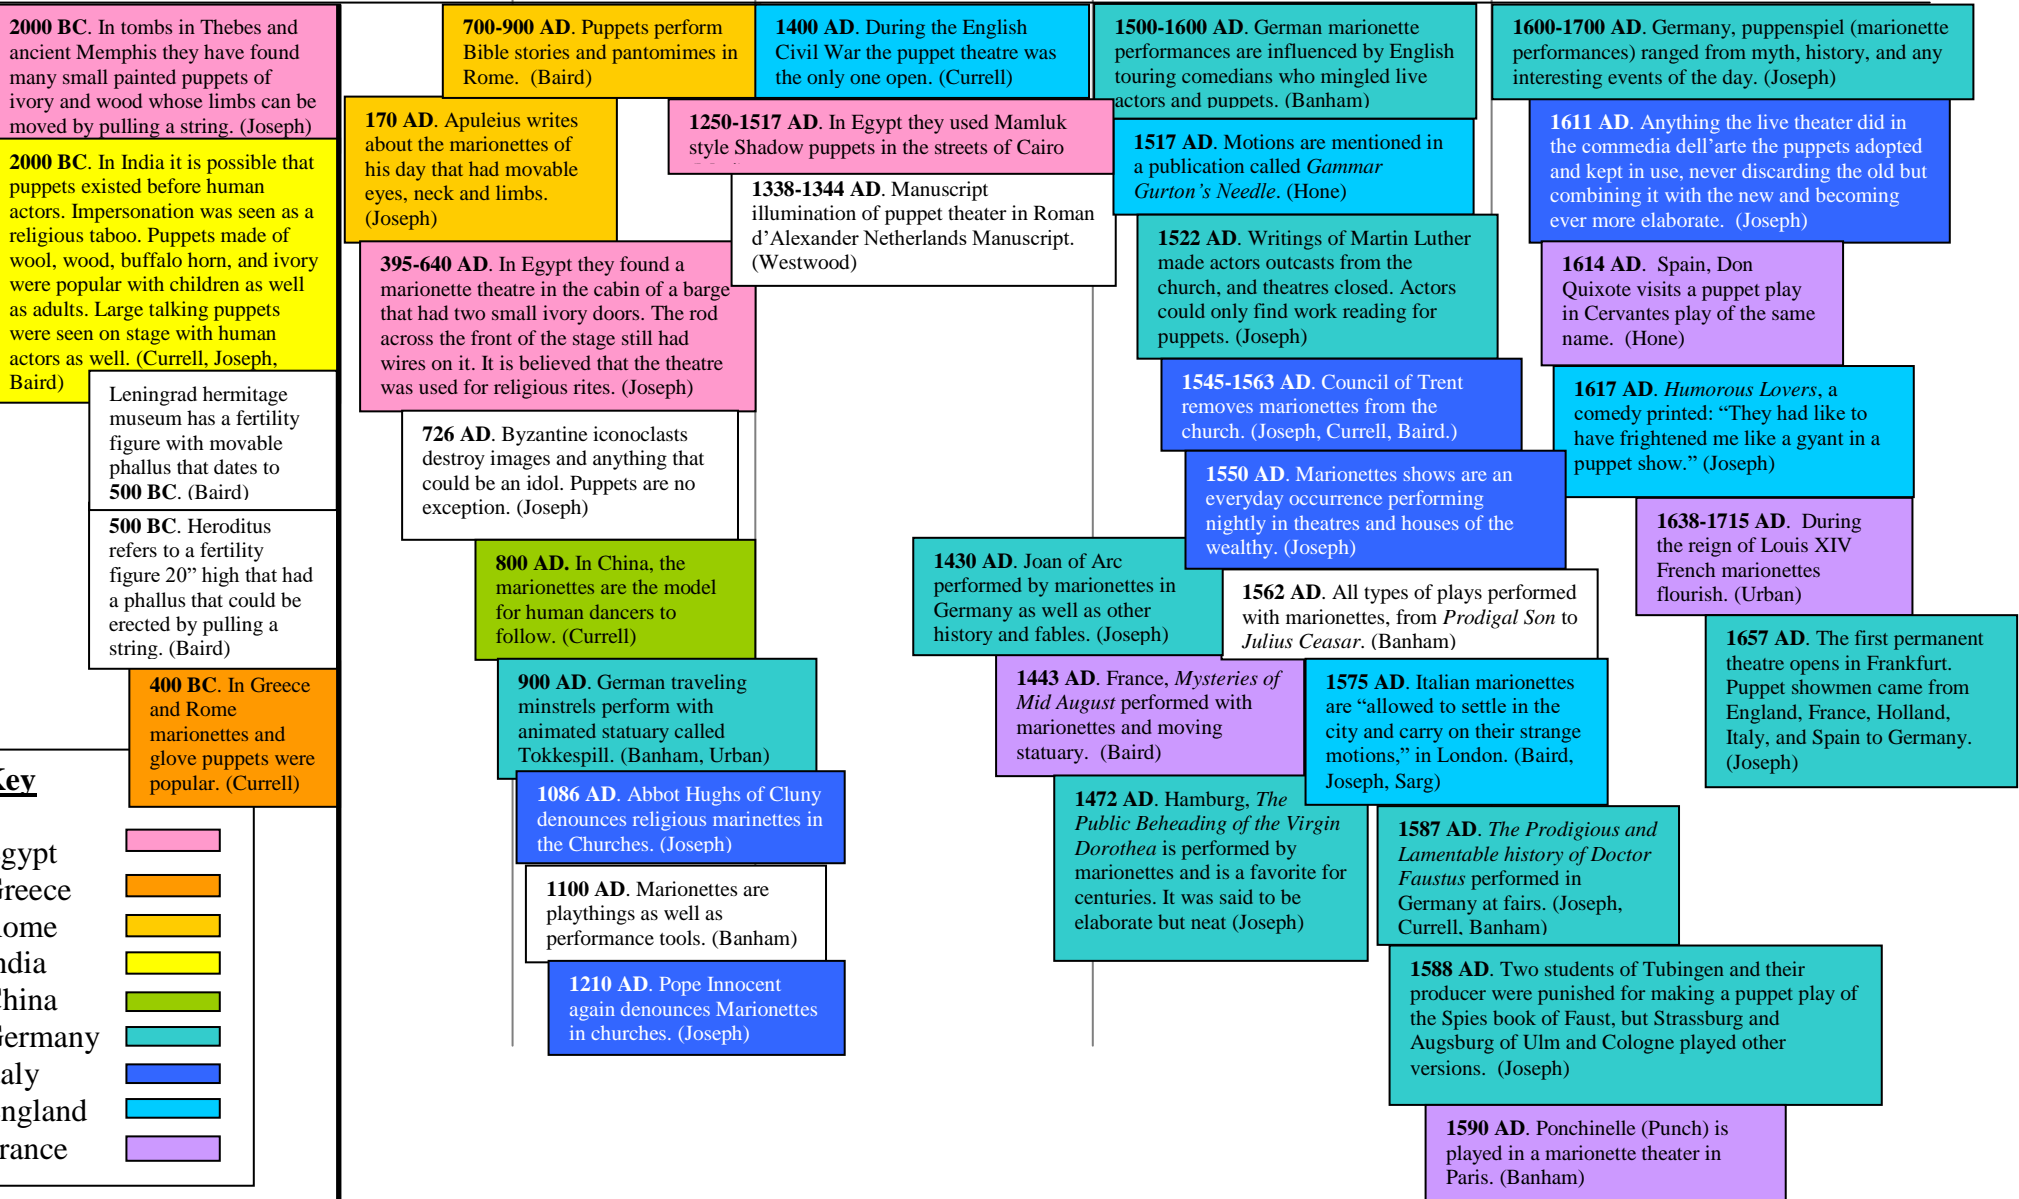 2000 BC. In tombs in Thebes and
ancient Memphis they have found
many small painted puppets of
ivory and wood whose limbs can be
moved by pulling a string. (Joseph)
2000 BC. In India it is possible that
puppets existed before human
actors. Impersonation was seen as a
religious taboo. Puppets made of
wool, wood, buffalo horn, and ivory
were popular with children as well
as adults. Large talking puppets
were seen on stage with human
actors as well. (Currell, Joseph,
Baird)
Leningrad hermitage
museum has a fertility
figure with movable
phallus that dates to
500 BC. (Baird)
500 BC. Heroditus
refers to a fertility
figure 20” high that had
a phallus that could be
erected by pulling a
string. (Baird)
400 BC. In Greece
and Rome
marionettes and
glove puppets were
popular. (Currell)
Key
gypt
Greece
Rome
ndia
China
Germany
taly
ngland
rance
700-900 AD. Puppets perform
Bible stories and pantomimes in
Rome. (Baird)
170 AD. Apuleius writes
about the marionettes of
his day that had movable
eyes, neck and limbs.
(Joseph)
395-640 AD. In Egypt they found a
marionette theatre in the cabin of a barge
that had two small ivory doors. The rod
across the front of the stage still had
wires on it. It is believed that the theatre
was used for religious rites. (Joseph)
726 AD. Byzantine iconoclasts
destroy images and anything that
could be an idol. Puppets are no
exception. (Joseph)
800 AD. In China, the
marionettes are the model
for human dancers to
follow. (Currell)
900 AD. German traveling
minstrels perform with
animated statuary called
Tokkespill. (Banham, Urban)
1086 AD. Abbot Hughs of Cluny
denounces religious marinettes in
the Churches. (Joseph)
1100 AD. Marionettes are
playthings as well as
performance tools. (Banham)
1210 AD. Pope Innocent
again denounces Marionettes
in churches. (Joseph)
1400 AD. During the English
Civil War the puppet theatre was
the only one open. (Currell)
1250-1517 AD. In Egypt they used Mamluk
style Shadow puppets in the streets of Cairo
1338-1344 AD. Manuscript
illumination of puppet theater in Roman
d’Alexander Netherlands Manuscript.
(Westwood)
1430 AD. Joan of Arc
performed by marionettes in
Germany as well as other
history and fables. (Joseph)
1443 AD. France, Mysteries of
Mid August performed with
marionettes and moving
statuary. (Baird)
1472 AD. Hamburg, The
Public Beheading of the Virgin
Dorothea is performed by
marionettes and is a favorite for
centuries. It was said to be
elaborate but neat (Joseph)
1500-1600 AD. German marionette
performances are influenced by English
touring comedians who mingled live
actors and puppets. (Banham)
1517 AD. Motions are mentioned in
a publication called Gammar
Gurton’s Needle. (Hone)
1522 AD. Writings of Martin Luther
made actors outcasts from the
church, and theatres closed. Actors
could only find work reading for
puppets. (Joseph)
1545-1563 AD. Council of Trent
removes marionettes from the
church. (Joseph, Currell, Baird.)
1550 AD. Marionettes shows are an
everyday occurrence performing
nightly in theatres and houses of the
wealthy. (Joseph)
1562 AD. All types of plays performed
with marionettes, from Prodigal Son to
Julius Ceasar. (Banham)
1575 AD. Italian marionettes
are “allowed to settle in the
city and carry on their strange
motions,” in London. (Baird,
Joseph, Sarg)
1587 AD. The Prodigious and
Lamentable history of Doctor
Faustus performed in
Germany at fairs. (Joseph,
Currell, Banham)
1588 AD. Two students of Tubingen and their
producer were punished for making a puppet play of
the Spies book of Faust, but Strassburg and
Augsburg of Ulm and Cologne played other
versions. (Joseph)
1590 AD. Ponchinelle (Punch) is
played in a marionette theater in
Paris. (Banham)
1600-1700 AD. Germany, puppenspiel (marionette
performances) ranged from myth, history, and any
interesting events of the day. (Joseph)
1611 AD. Anything the live theater did in
the commedia dell’arte the puppets adopted
and kept in use, never discarding the old but
combining it with the new and becoming
ever more elaborate. (Joseph)
1614 AD. Spain, Don
Quixote visits a puppet play
in Cervantes play of the same
name. (Hone)
1617 AD. Humorous Lovers, a
comedy printed: “They had like to
have frightened me like a gyant in a
puppet show.” (Joseph)
1638-1715 AD. During
the reign of Louis XIV
French marionettes
flourish. (Urban)
1657 AD. The first permanent
theatre opens in Frankfurt.
Puppet showmen came from
England, France, Holland,
Italy, and Spain to Germany.
(Joseph)